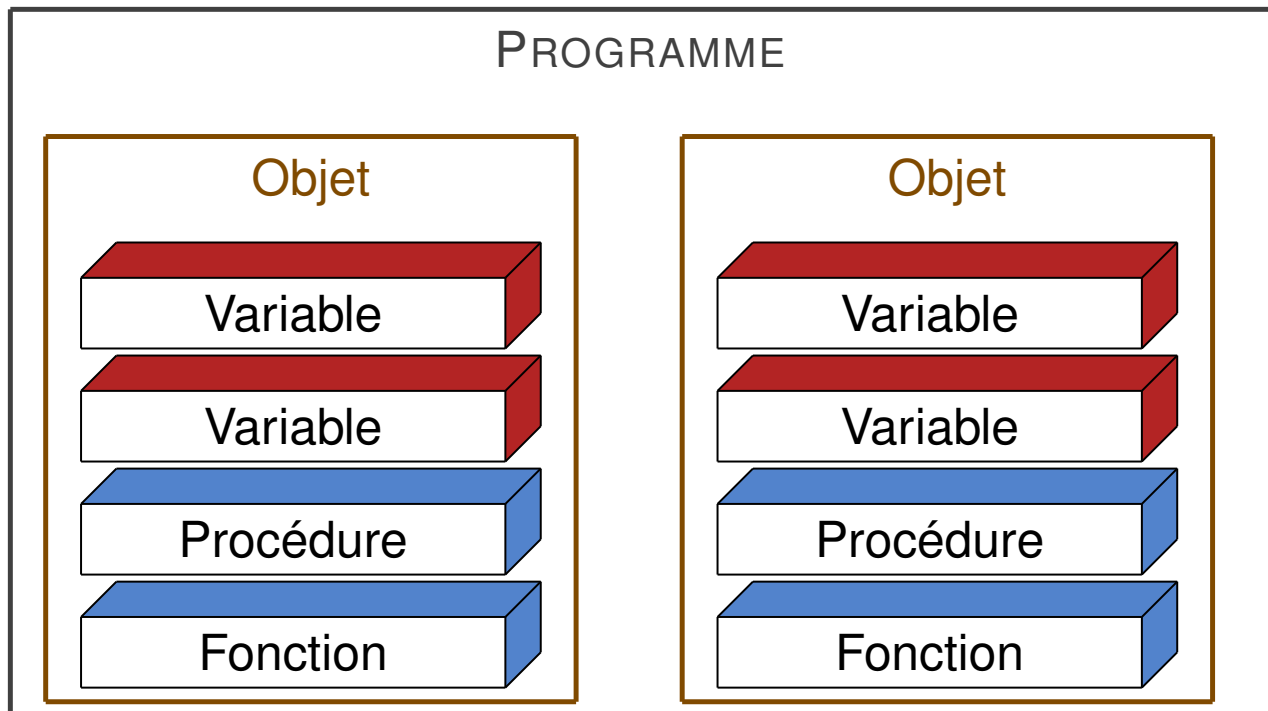 PROGRAMME
Objet
Variable
Variable
Procédure
Fonction
Objet
Variable
Variable
Procédure
Fonction